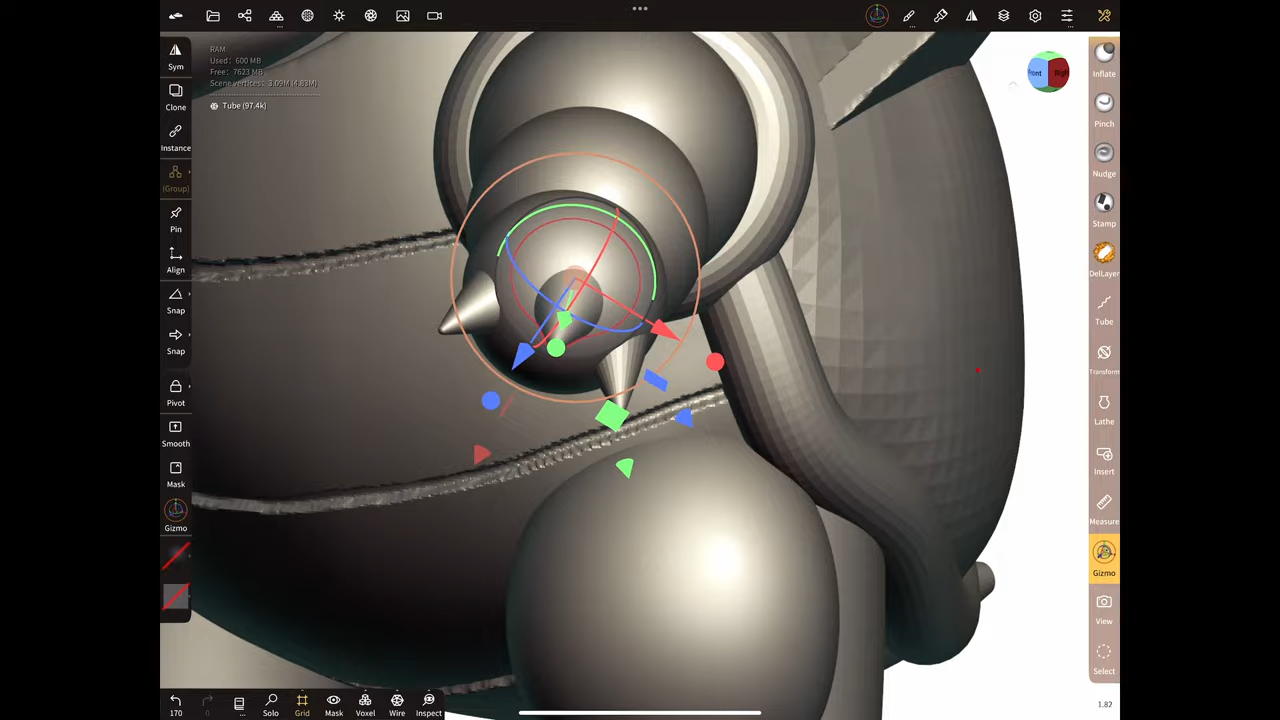 RAM
Used: 600 MB
Free: 7623 MB
Scene vertices: 3.09M (4.83M)
Tube (97.4k)
Front
Right
Sym
Clone
Instance
(Group)
Pin
Align
Snap
Snap
Pivot
Smooth
Mask
Gizmo
Inflate
Pinch
Nudge
Stamp
DelLayer
Tube
Transform
Lathe
Insert
Measure
Gizmo
View
Select
170
0
Solo
Grid
Mask
Voxel
Wire
Inspect
1.82